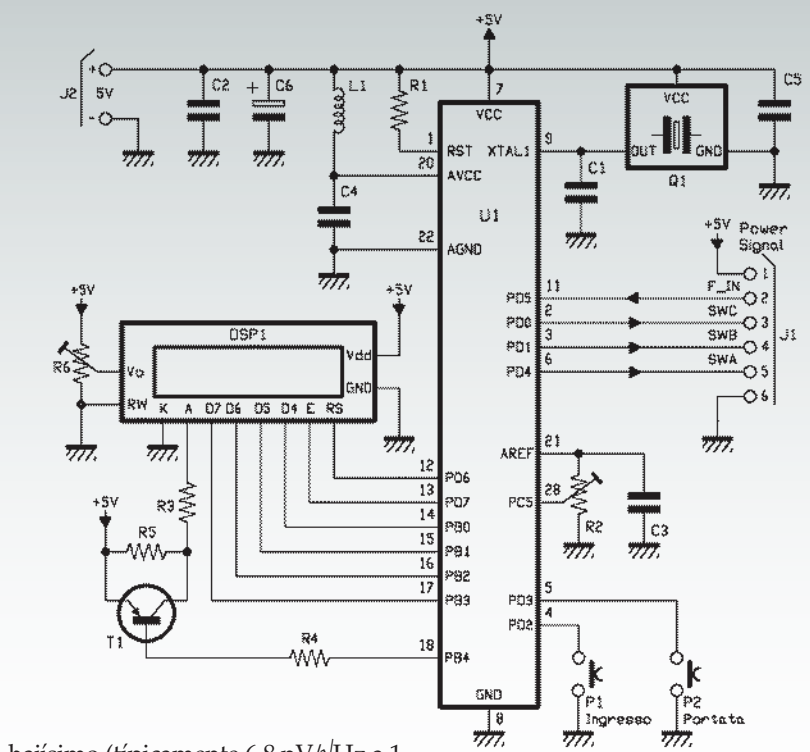 +5V
J2
+
5V
-
C2
+
C6
L1
R1
7
VCC
VCC
C5
1
RST
XTAL1
9
OUT
GND
Q1
C1
20
AVCC
U1
C4
22
AGND
+5V
Power
Signal
1
PD5
11
F_IN
2
PD0
2
SWC
3
J1
PD1
3
SWB
4
PD4
6
SWA
5
6
+5V
+5V
DSP1
R6
Vo
Vdd
RW
GND
K
A
D7
D6
D5
D4
E
RS
AREF
21
12
PD6
PC5
28
13
PD7
R2
C3
14
PB0
15
PB1
16
PB2
17
PB3
+5V
R3
R5
T1
R4
18
PB4
PD3
5
PD2
4
P1
Ingresso
P2
Portata
GND
8